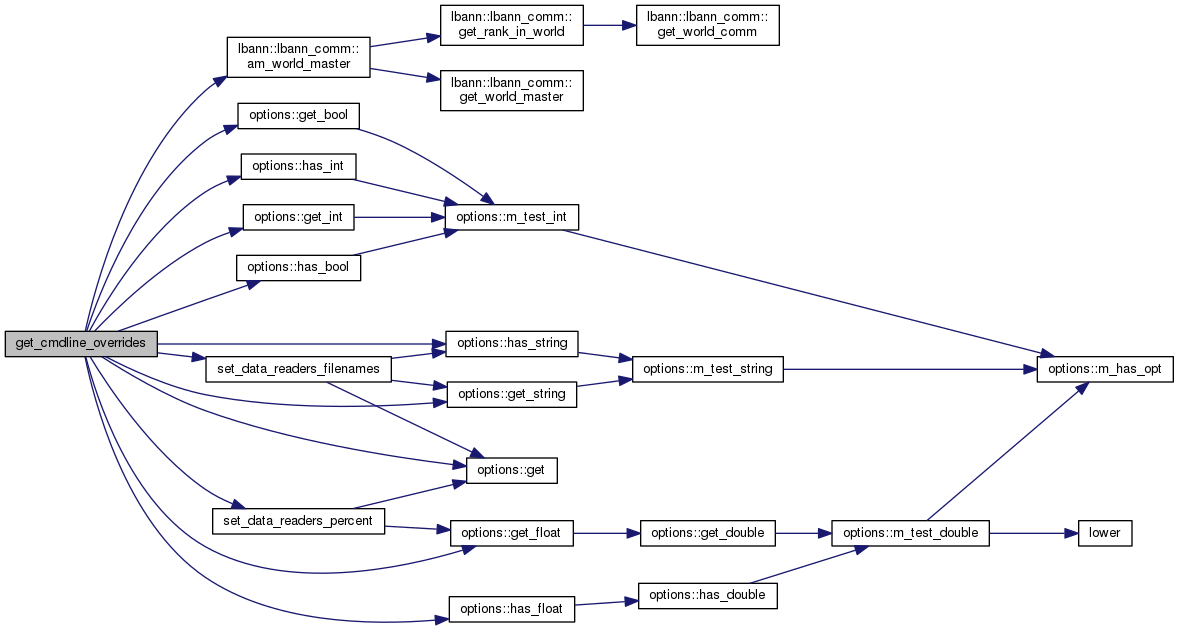 lbann::lbann_comm::
get_rank_in_world
lbann::lbann_comm::
get_world_comm
lbann::lbann_comm::
am_world_master
lbann::lbann_comm::
get_world_master
options::get_bool
options::has_int
options::get_int
options::m_test_int
options::has_bool
get_cmdline_overrides
options::has_string
set_data_readers_filenames
options::m_test_string
options::m_has_opt
options::get_string
options::get
set_data_readers_percent
options::get_float
options::get_double
options::m_test_double
lower
options::has_double
options::has_float